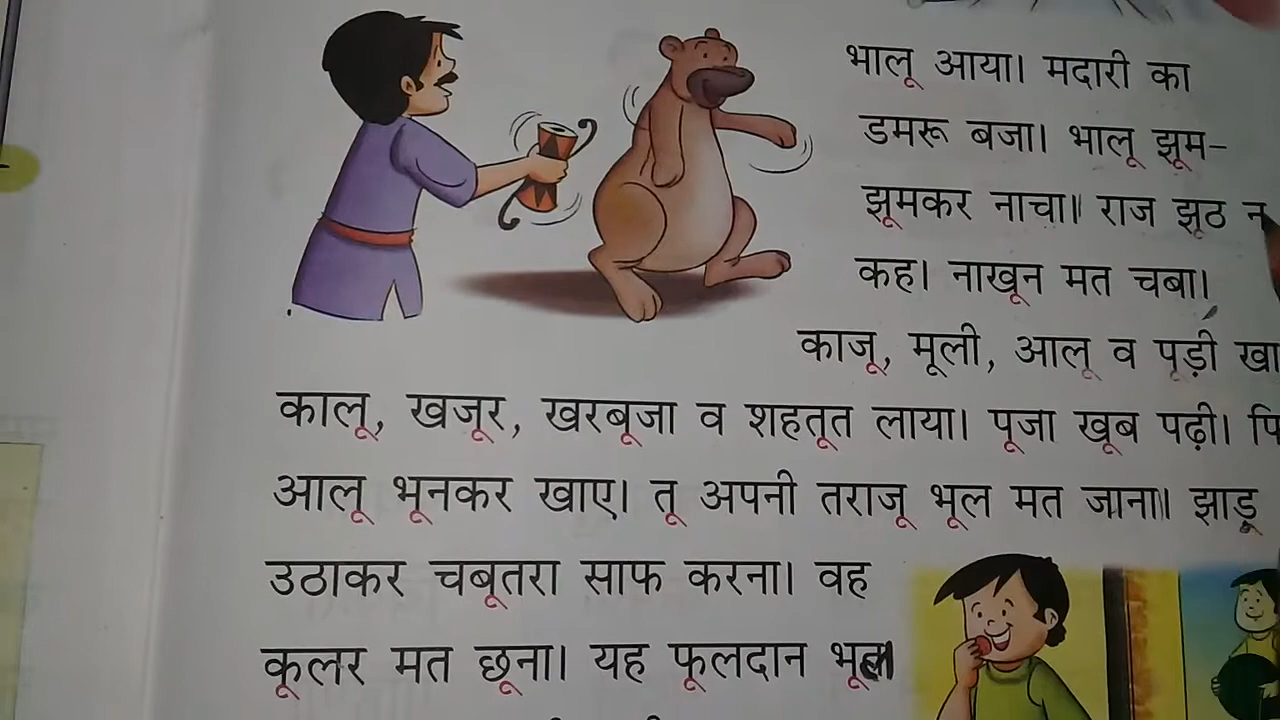 भालू आया। मदारी का
डमरू बजा। भालू झूम-
झूमकर नाचा। राज झूठ न
कह। नाखून मत चबा।
काजू, मूली, आलू व पूड़ी
कालू, खजूर, खरबूजा व शहतूत लाया। पूजा खूब पढ़ी।
आलू भूनकर खाए। तू अपनी तराजू भूल मत जाना। झाड़ू
उठाकर चबूतरा साफ करना। वह
कूलर मत छूना। यह फूलदान